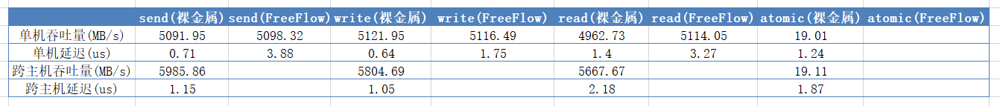 send(裸金属) send(FreeFlow) write(裸金属) write(FreeFlow) read(裸金属) read(FreeFlow) atomic(裸金属) atomic(FreeFlow)
单机吞吐量(MB/s) 5091.95 5098.32 5121.95 5116.49 4962.73 5114.05 19.01
单机延迟(us) 0.71 3.88 0.64 1.75 1.4 3.27 1.24
跨主机吞吐量(MB/s) 5985.86 5804.69 5667.67 19.11
跨主机延迟(us) 1.15 1.05 2.18 1.87